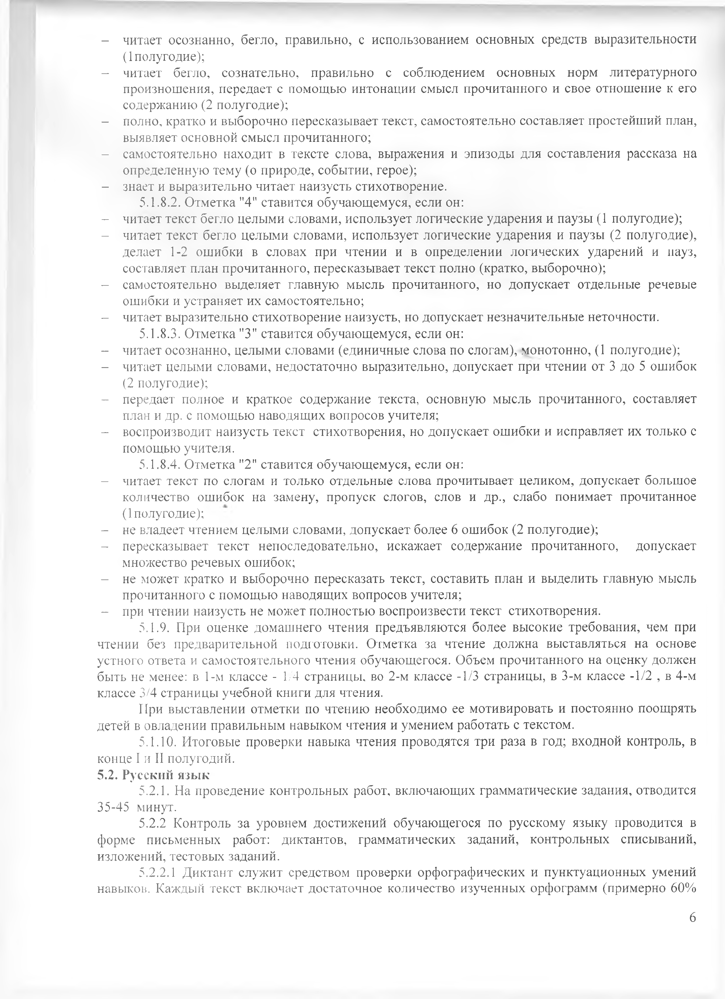 – читает осознанно, бегло, правильно, с использованием основных средств выразительности
(1полугодие);
– читает бегло, сознательно, правильно с соблюдением основных норм литературного
произношения, передает с помощью интонации смысл прочитанного и свое отношение к его
содержанию (2 полугодие);
– полно, кратко и выборочно пересказывает текст, самостоятельно составляет простейший план,
выявляет основной смысл прочитанного;
– самостоятельно находит в тексте слова, выражения и эпизоды для составления рассказа на
определенную тему (о природе, событии, герое);
– знает и выразительно читает наизусть стихотворение.
5.1.8.2. Отметка "4" ставится обучающемуся, если он:
– читает текст бегло целыми словами, использует логические ударения и паузы (1 полугодие);
– читает текст бегло целыми словами, использует логические ударения и паузы (2 полугодие),
делает 1-2 ошибки в словах при чтении и в определении логических ударений и пауз,
составляет план прочитанного, пересказывает текст полно (кратко, выборочно);
– самостоятельно выделяет главную мысль прочитанного, но допускает отдельные речевые
ошибки и устраняет их самостоятельно;
– читает выразительно стихотворение наизусть, но допускает незначительные неточности.
5.1.8.3. Отметка "3" ставится обучающемуся, если он:
– читает осознанно, целыми словами (единичные слова по слогам), монотонно, (1 полугодие);
– читает целыми словами, недостаточно выразительно, допускает при чтении от 3 до 5 ошибок
(2 полугодие);
– передает полное и краткое содержание текста, основную мысль прочитанного, составляет
план и др. с помощью наводящих вопросов учителя;
– воспроизводит наизусть текст стихотворения, но допускает ошибки и исправляет их только с
помощью учителя.
5.1.8.4. Отметка "2" ставится обучающемуся, если он:
– читает текст по слогам и только отдельные слова прочитывает целиком, допускает большое
количество ошибок на замену, пропуск слогов, слов и др., слабо понимает прочитанное
(1полугодие);
– не владеет чтением целыми словами, допускает более 6 ошибок (2 полугодие);
– пересказывает текст непоследовательно, искажает содержание прочитанного, допускает
множество речевых ошибок;
– не может кратко и выборочно пересказать текст, составить план и выделить главную мысль
прочитанного с помощью наводящих вопросов учителя;
– при чтении наизусть не может полностью воспроизвести текст стихотворения.
5.1.9. При оценке домашнего чтения предъявляются более высокие требования, чем при
чтении без предварительной подготовки. Отметка за чтение должна выставляться на основе
устного ответа и самостоятельного чтения обучающегося. Объем прочитанного на оценку должен
быть не менее: в 1-м классе - 1/4 страницы, во 2-м классе -1/3 страницы, в 3-м классе -1/2 , в 4-м
классе 3/4 страницы учебной книги для чтения.
При выставлении отметки по чтению необходимо ее мотивировать и постоянно поощрять
детей в овладении правильным навыком чтения и умением работать с текстом.
5.1.10. Итоговые проверки навыка чтения проводятся три раза в год; входной контроль, в
конце I и II полугодий.
5.2. Русский язык
5.2.1. На проведение контрольных работ, включающих грамматические задания, отводится
35-45 минут.
5.2.2 Контроль за уровнем достижений обучающегося по русскому языку проводится в
форме письменных работ: диктантов, грамматических заданий, контрольных списываний,
изложений, тестовых заданий.
5.2.2.1 Диктант служит средством проверки орфографических и пунктуационных умений
навыков. Каждый текст включает достаточное количество изученных орфограмм (примерно 60%
6